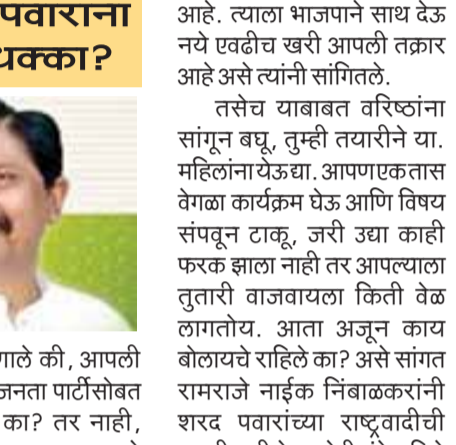 पवारांना
धक्का?
गाले की, आपली
जनता पार्टीसोबत
का? तर नाही,
आहे. त्याला भाजपाने साथ देऊ
नये एवढीच खरी आपली तक्रार
आहे असे त्यांनी सांगितले.
तसेच याबाबत वरिष्ठांना
सांगून बघू, तुम्ही तयारीने या.
महिलांना येऊ द्या. आपण एक तास
वेगळा कार्यक्रम घेऊ आणि विषय
संपवून टाकू, जरी उद्या काही
फरक झाला नाही तर आपल्याला
तुतारी वाजवायला किती वेळ
लागतोय. आता अजून काय
बोलायचे राहिले का? असे सांगत
रामराजे नाईक निंबाळकरांनी
शरद पवारांच्या राष्ट्रवादीची